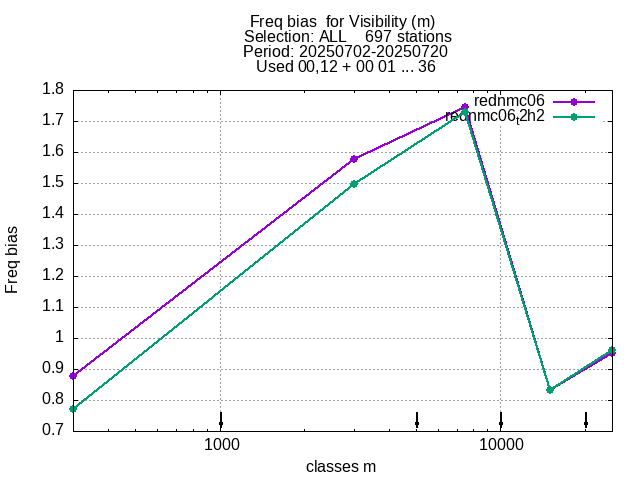 Freq bias  for Visibility (m)
Selection: ALL    697 stations
Period: 20250702-20250720
Used 00,12 + 00 01 ... 36
1.8
1.7
1.6
1.5
1.4
1.3
1.2
1.1
1
0.9
0.8
0.7
Freq bias
rednmc06
rednmc06_t2h2
1000
10000
classes m